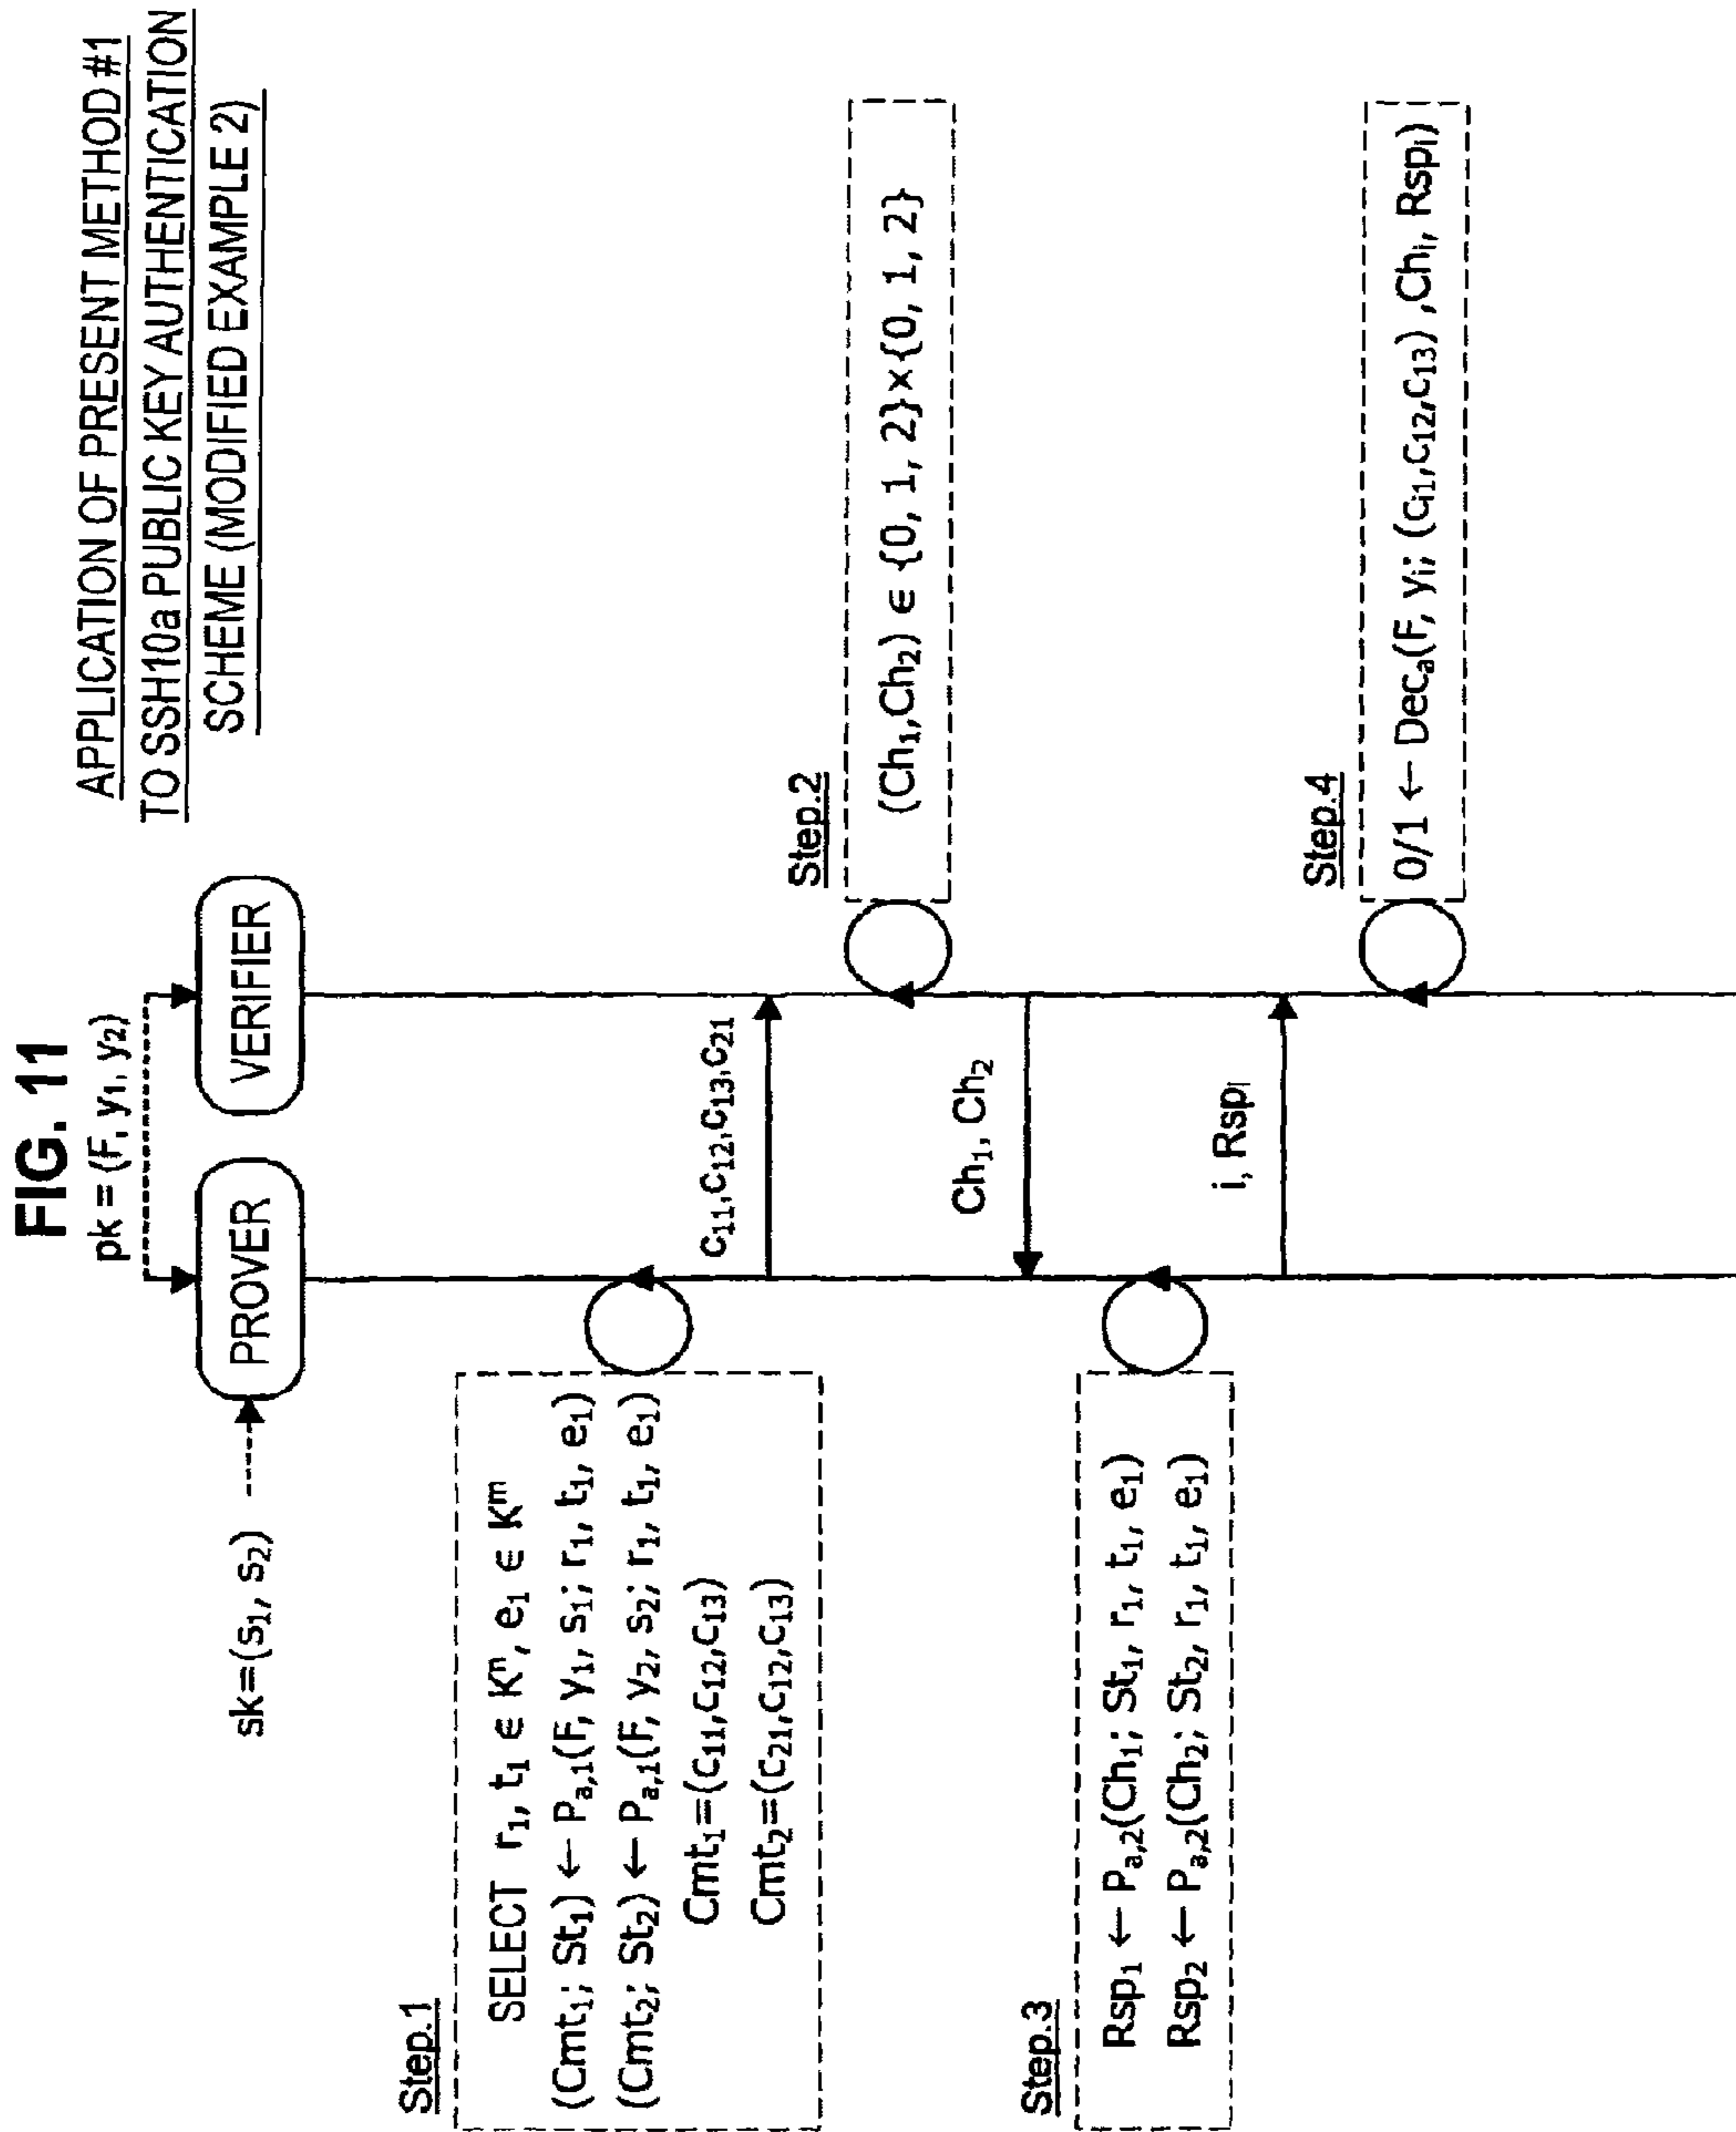 FIG. 11
APPLICATION OF PRESENT METHOD #1
TO SSH10a PUBLIC KEY AUTHENTICATION
SCHEME (MODIFIED EXAMPLE 2)
pk = (F, y₁, y₂)
sk=(s₁, s₂)
PROVER
VERIFIER
Step.1
SELECT r₁, t₁ ∈ Kⁿ, e₁ ∈ Kᵐ
(Cmt₁; St₁) ← Pₐ,₁(F, y₁, s₁; r₁, t₁, e₁)
(Cmt₂; St₂) ← Pₐ,₁(F, y₂, s₂; r₁, t₁, e₁)
Cmt₁=(c₁₁,c₁₂,c₁₃)
Cmt₂=(c₂₁,c₁₂,c₁₃)
c₁₁,c₁₂,c₁₃,c₂₁
Step.2
(Ch₁,Ch₂) ∈ {0, 1, 2}×{0, 1, 2}
Ch₁, Ch₂
Step.3
Rsp₁ ← Pₐ,₂(Ch₁; St₁, r₁, t₁, e₁)
Rsp₂ ← Pₐ,₂(Ch₂; St₂, r₁, t₁, e₁)
i, Rspᵢ
Step.4
0/1 ← Decₐ(F, yᵢ; (cᵢ₁,c₁₂,c₁₃) ,Chᵢ, Rspᵢ)